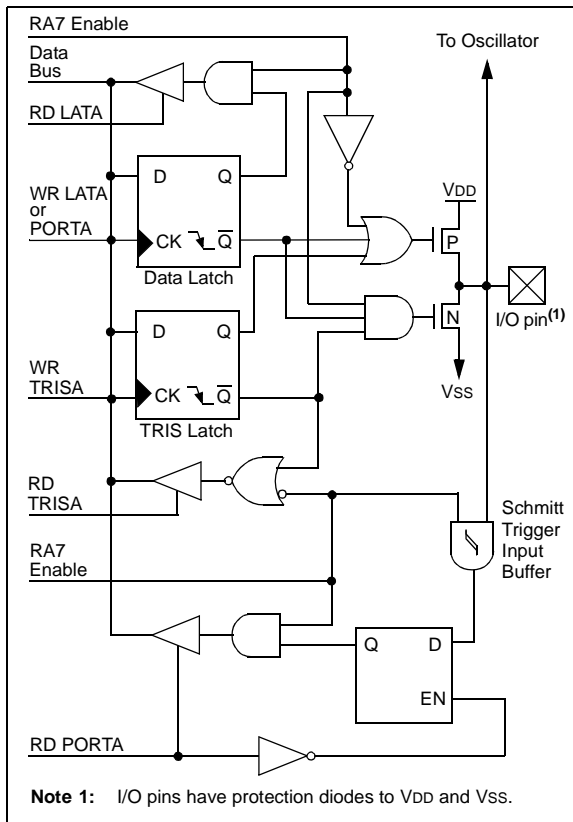 RA7 Enable
Data
Bus
To Oscillator
RD LATA
D Q
WR LATA
or
PORTA
CK Q̅
Data Latch
VDD
P
D Q
N
I/O pin(1)
WR
TRISA
CK Q̅
TRIS Latch
VSS
RD
TRISA
Schmitt
Trigger
Input
Buffer
RA7
Enable
Q D
EN
RD PORTA
Note 1: I/O pins have protection diodes to VDD and VSS.